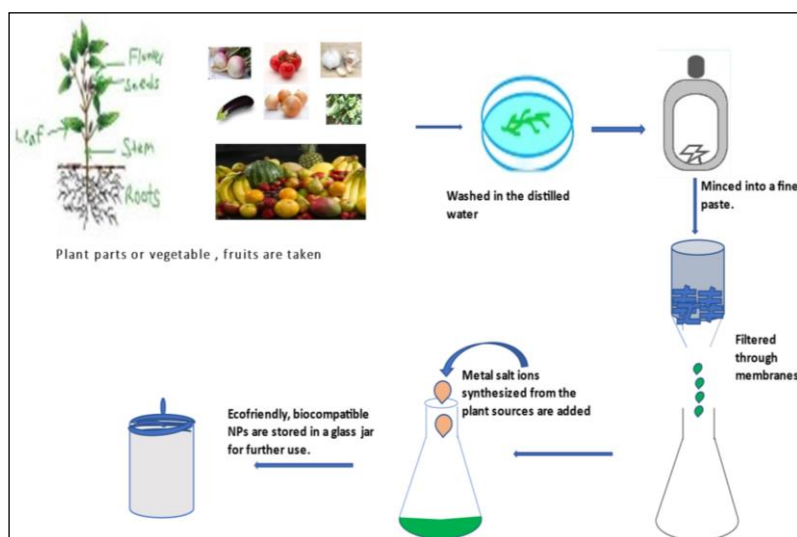 Flower
seeds
Leaf
Stem
Roots
Plant parts or vegetable , fruits are taken
Washed in the distilled
water
Minced into a fine
paste.
Filtered
through
membranes
Metal salt ions
synthesized from the
plant sources are added
Ecofriendly, biocompatible
NPs are stored in a glass jar
for further use.